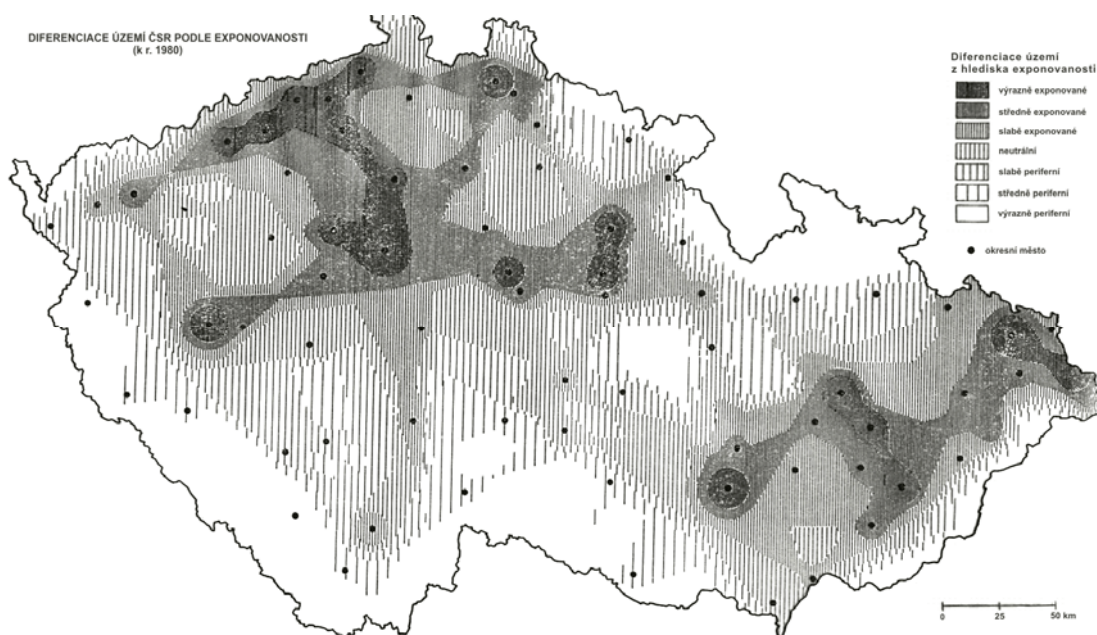 DIFERENCIACE ÚZEMÍ ČSR PODLE EXPONOVANOSTI
(k r. 1980)
Diferenciace území
z hlediska exponovanosti
výrazně exponované
středně exponované
slabě exponované
neutrální
slabě periferní
středně periferní
výrazně periferní
okresní město
0 25 50 km